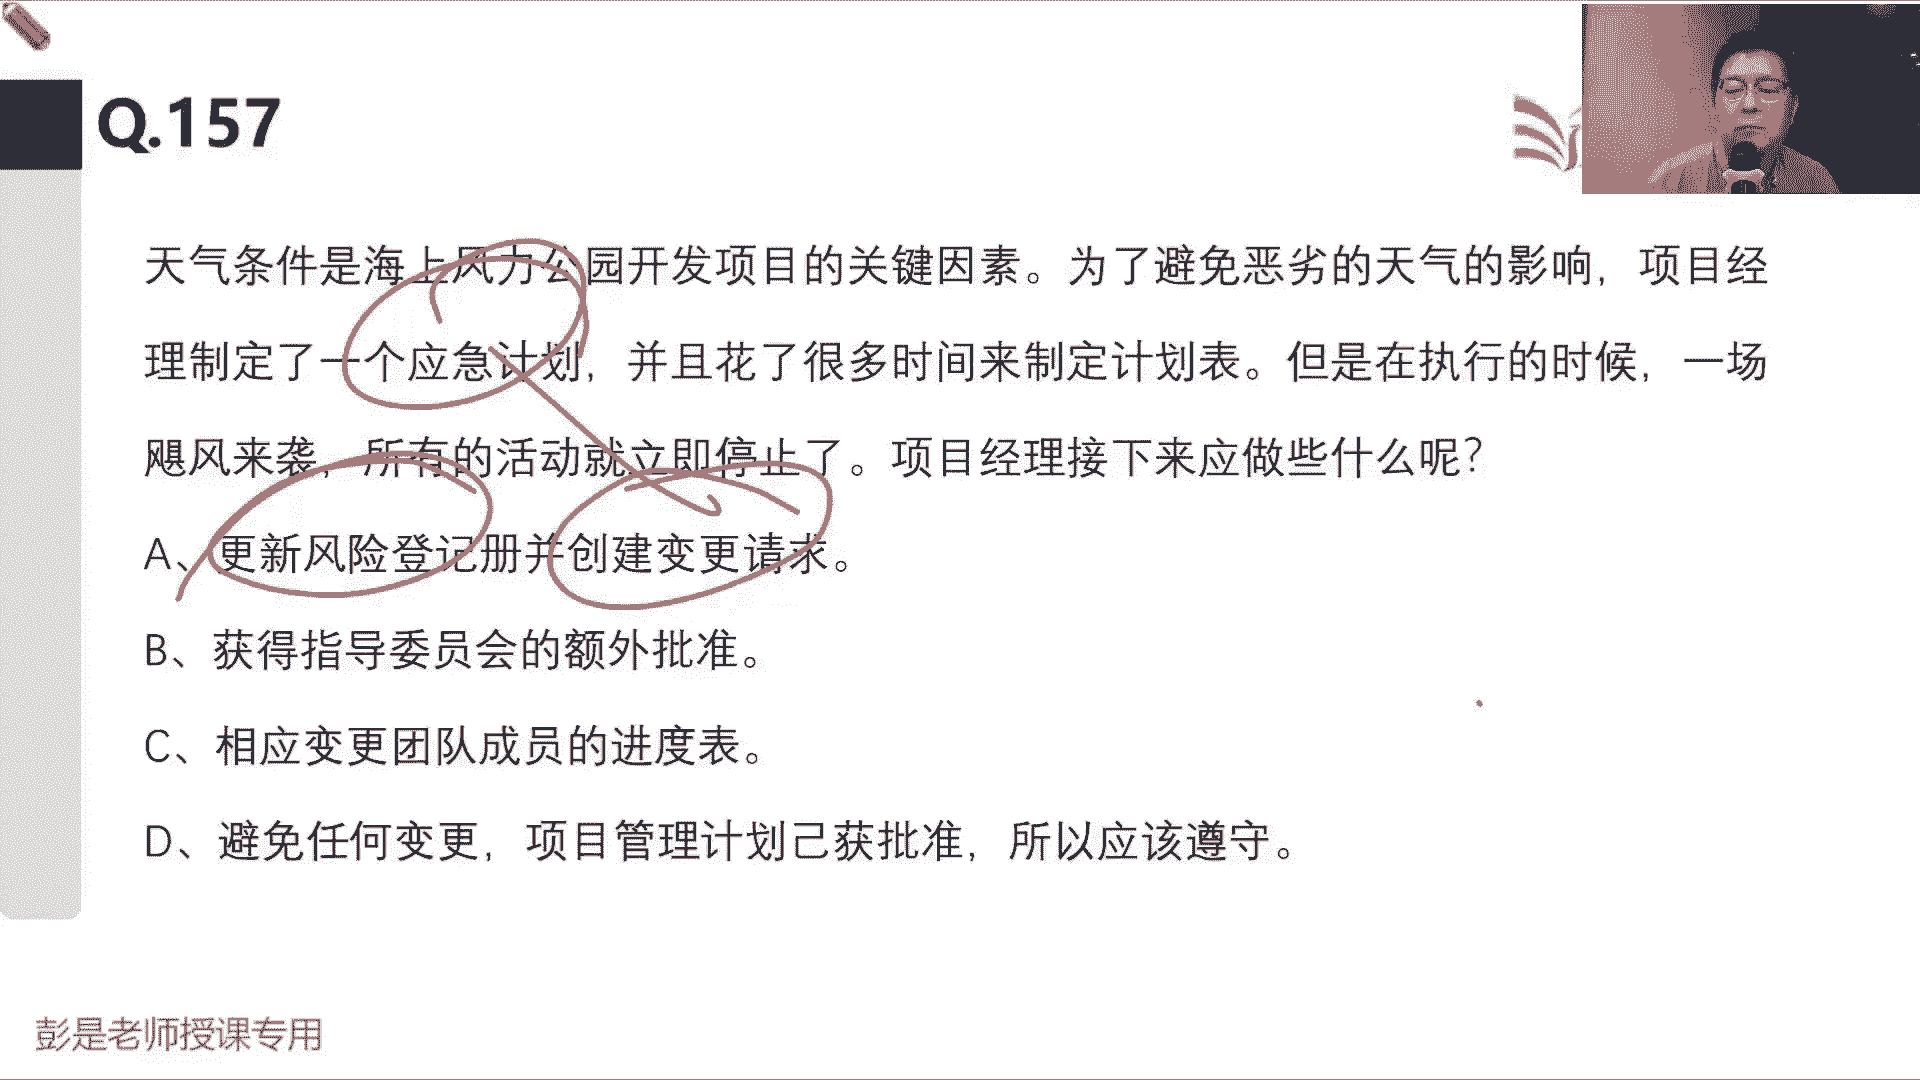 Q.157
天气条件是海上风力公园开发项目的关键因素。为了避免恶劣的天气的影响，项目经
理制定了一个应急计划，并且花了很多时间来制定计划表。但是在执行的时候，一场
飓风来袟，所有的活动就立即停止了。项目经理接下来应做些什么呢？
A、更新风险登记册并创建变更请求。
B、获得指导委员会的额外批准。
C、相应变更团队成员的进度表。
D、避免任何变更，项目管理计划己获批准，所以应该遵守。
彭是老师授课专用